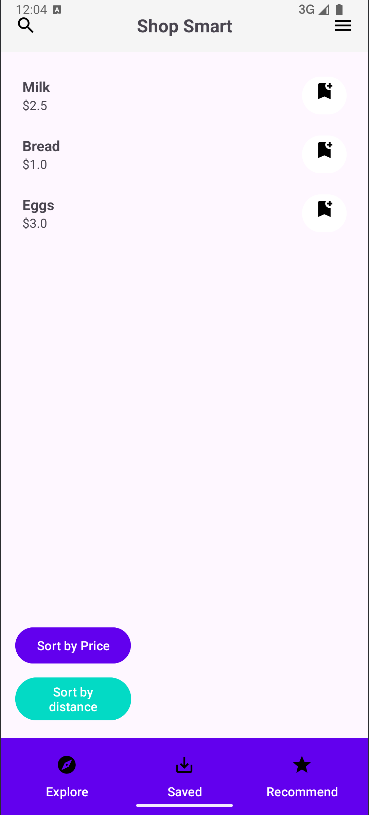 12:04 A 3G
Shop Smart
Milk
$2.5
Bread
$1.0
Eggs
$3.0
Sort by Price
Sort by
distance
Explore Saved Recommend